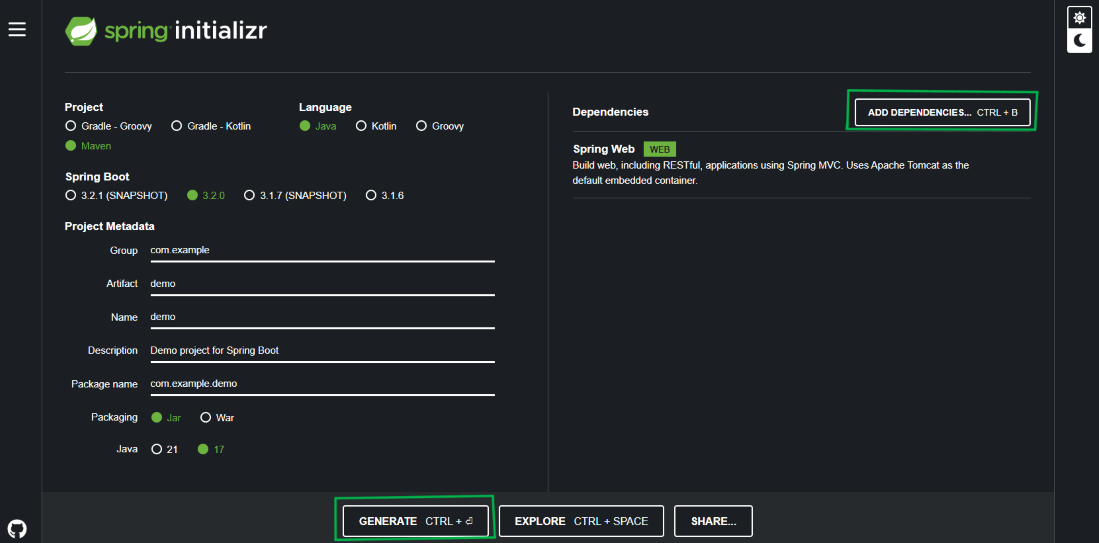 spring initializr
Project
Gradle - Groovy Gradle - Kotlin
Maven
Language
Java Kotlin Groovy
Spring Boot
3.2.1 (SNAPSHOT) 3.2.0 3.1.7 (SNAPSHOT) 3.1.6
Project Metadata
Group com.example
Artifact demo
Name demo
Description Demo project for Spring Boot
Package name com.example.demo
Packaging Jar War
Java 21 17
Dependencies ADD DEPENDENCIES... CTRL + B
Spring Web WEB
Build web, including RESTful, applications using Spring MVC. Uses Apache Tomcat as the
default embedded container.
GENERATE CTRL + ⏎ EXPLORE CTRL + SPACE SHARE...